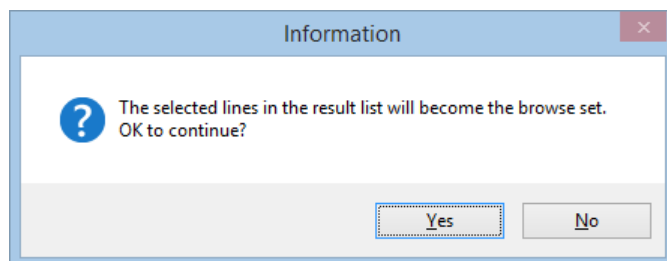 Information
The selected lines in the result list will become the browse set.
OK to continue?
Yes
No